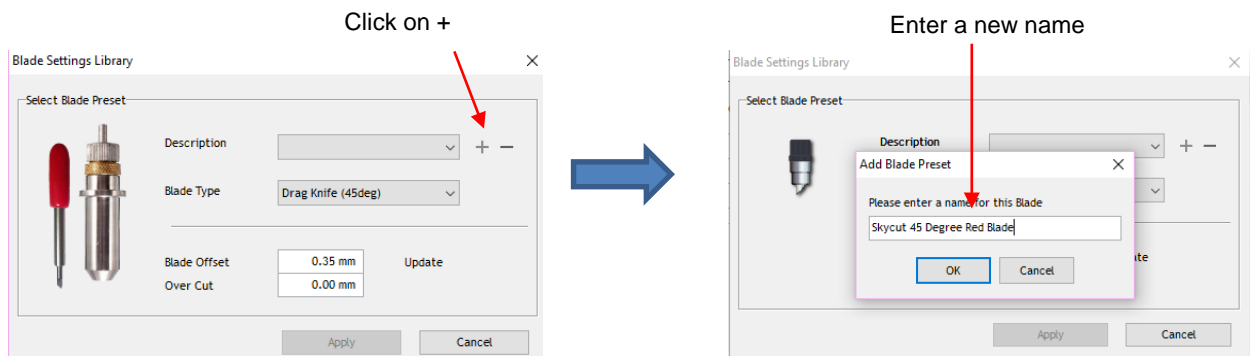 Click on +
Blade Settings Library
Select Blade Preset
Description
+ −
Blade Type
Drag Knife (45deg)
Blade Offset
0.35 mm
Update
Over Cut
0.00 mm
Apply
Cancel
Enter a new name
Blade Settings Library
Select Blade Preset
Description
+ −
Add Blade Preset
Please enter a name for this Blade
Skycut 45 Degree Red Blade
OK
Cancel
Apply
Cancel